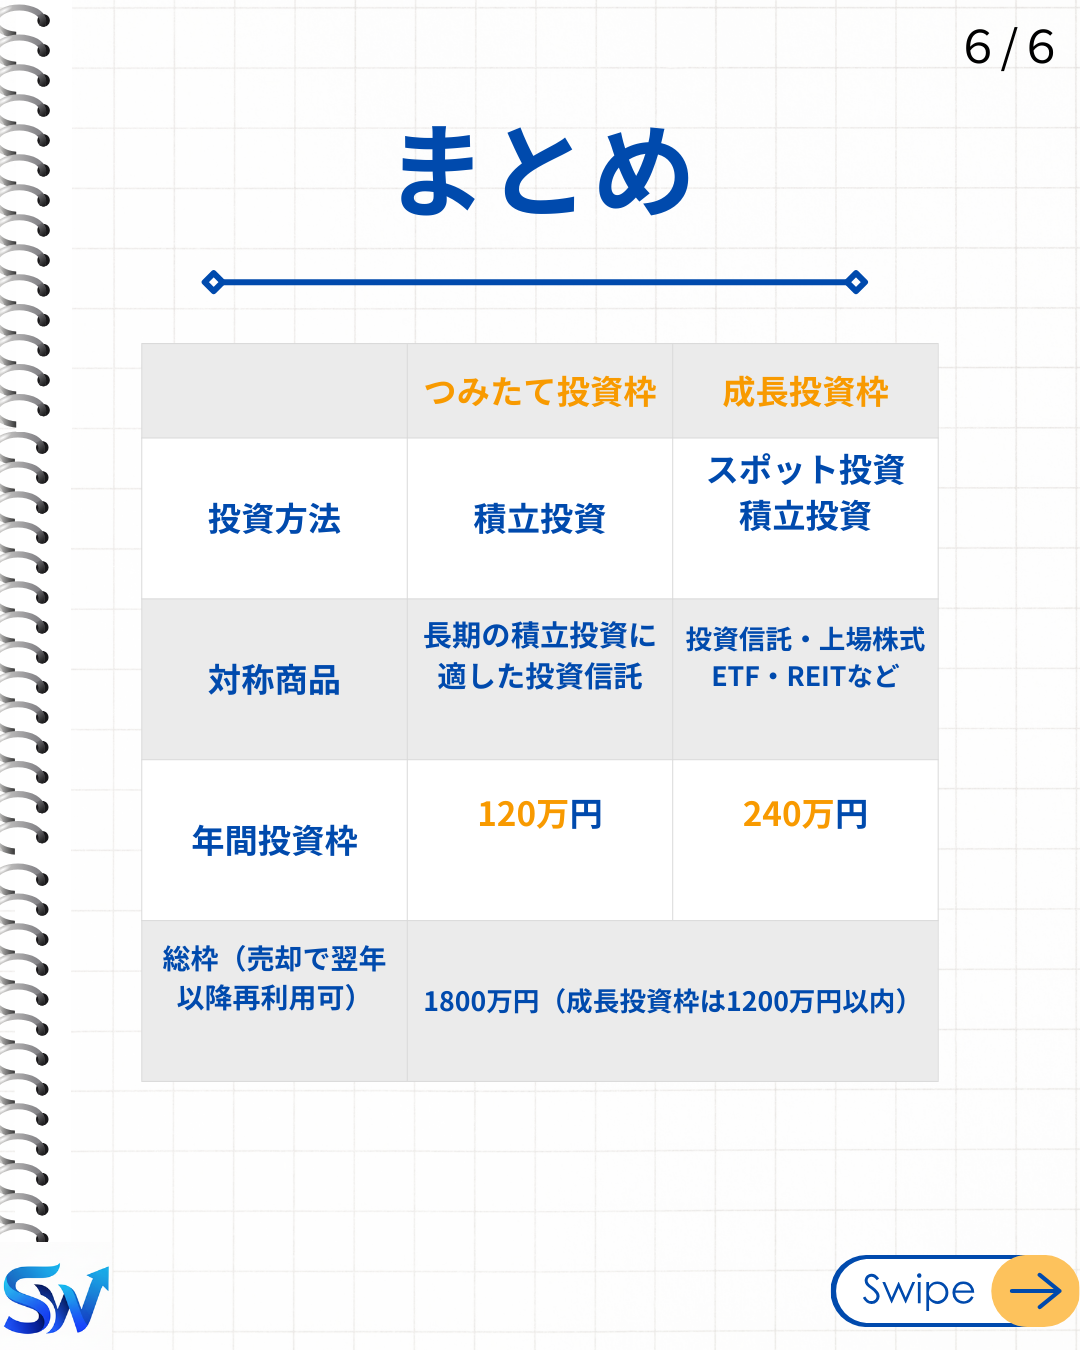 6/6
まとめ
つみたて投資枠
成長投資枠
投資方法
積立投資
スポット投資
積立投資
対称商品
長期の積立投資に
適した投資信託
投資信託・上場株式
ETF・REITなど
年間投資枠
120万円
240万円
総枠（売却で翌年
以降再利用可）
1800万円（成長投資枠は1200万円以内）
SW
Swipe